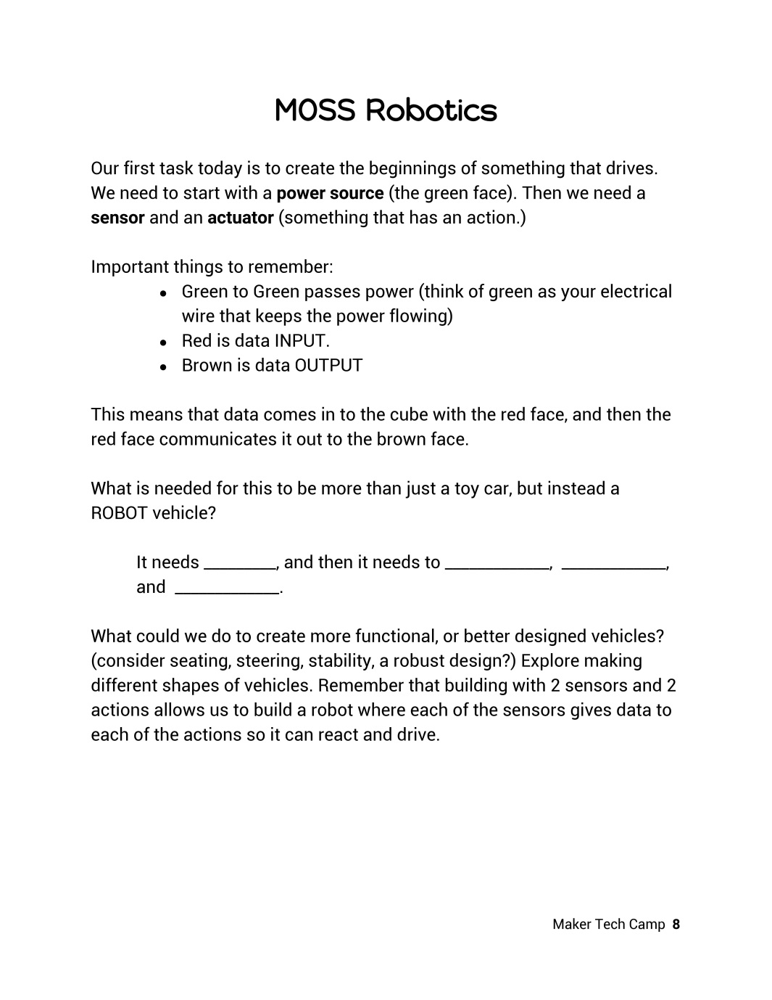 MOSS Robotics
Our first task today is to create the beginnings of something that drives.
We need to start with a power source (the green face). Then we need a
sensor and an actuator (something that has an action.)
Important things to remember:
● Green to Green passes power (think of green as your electrical
wire that keeps the power flowing)
● Red is data INPUT.
● Brown is data OUTPUT
This means that data comes in to the cube with the red face, and then the
red face communicates it out to the brown face.
What is needed for this to be more than just a toy car, but instead a
ROBOT vehicle?
It needs _________, and then it needs to _____________, _____________,
and _____________.
What could we do to create more functional, or better designed vehicles?
(consider seating, steering, stability, a robust design?) Explore making
different shapes of vehicles. Remember that building with 2 sensors and 2
actions allows us to build a robot where each of the sensors gives data to
each of the actions so it can react and drive.
Maker Tech Camp 8